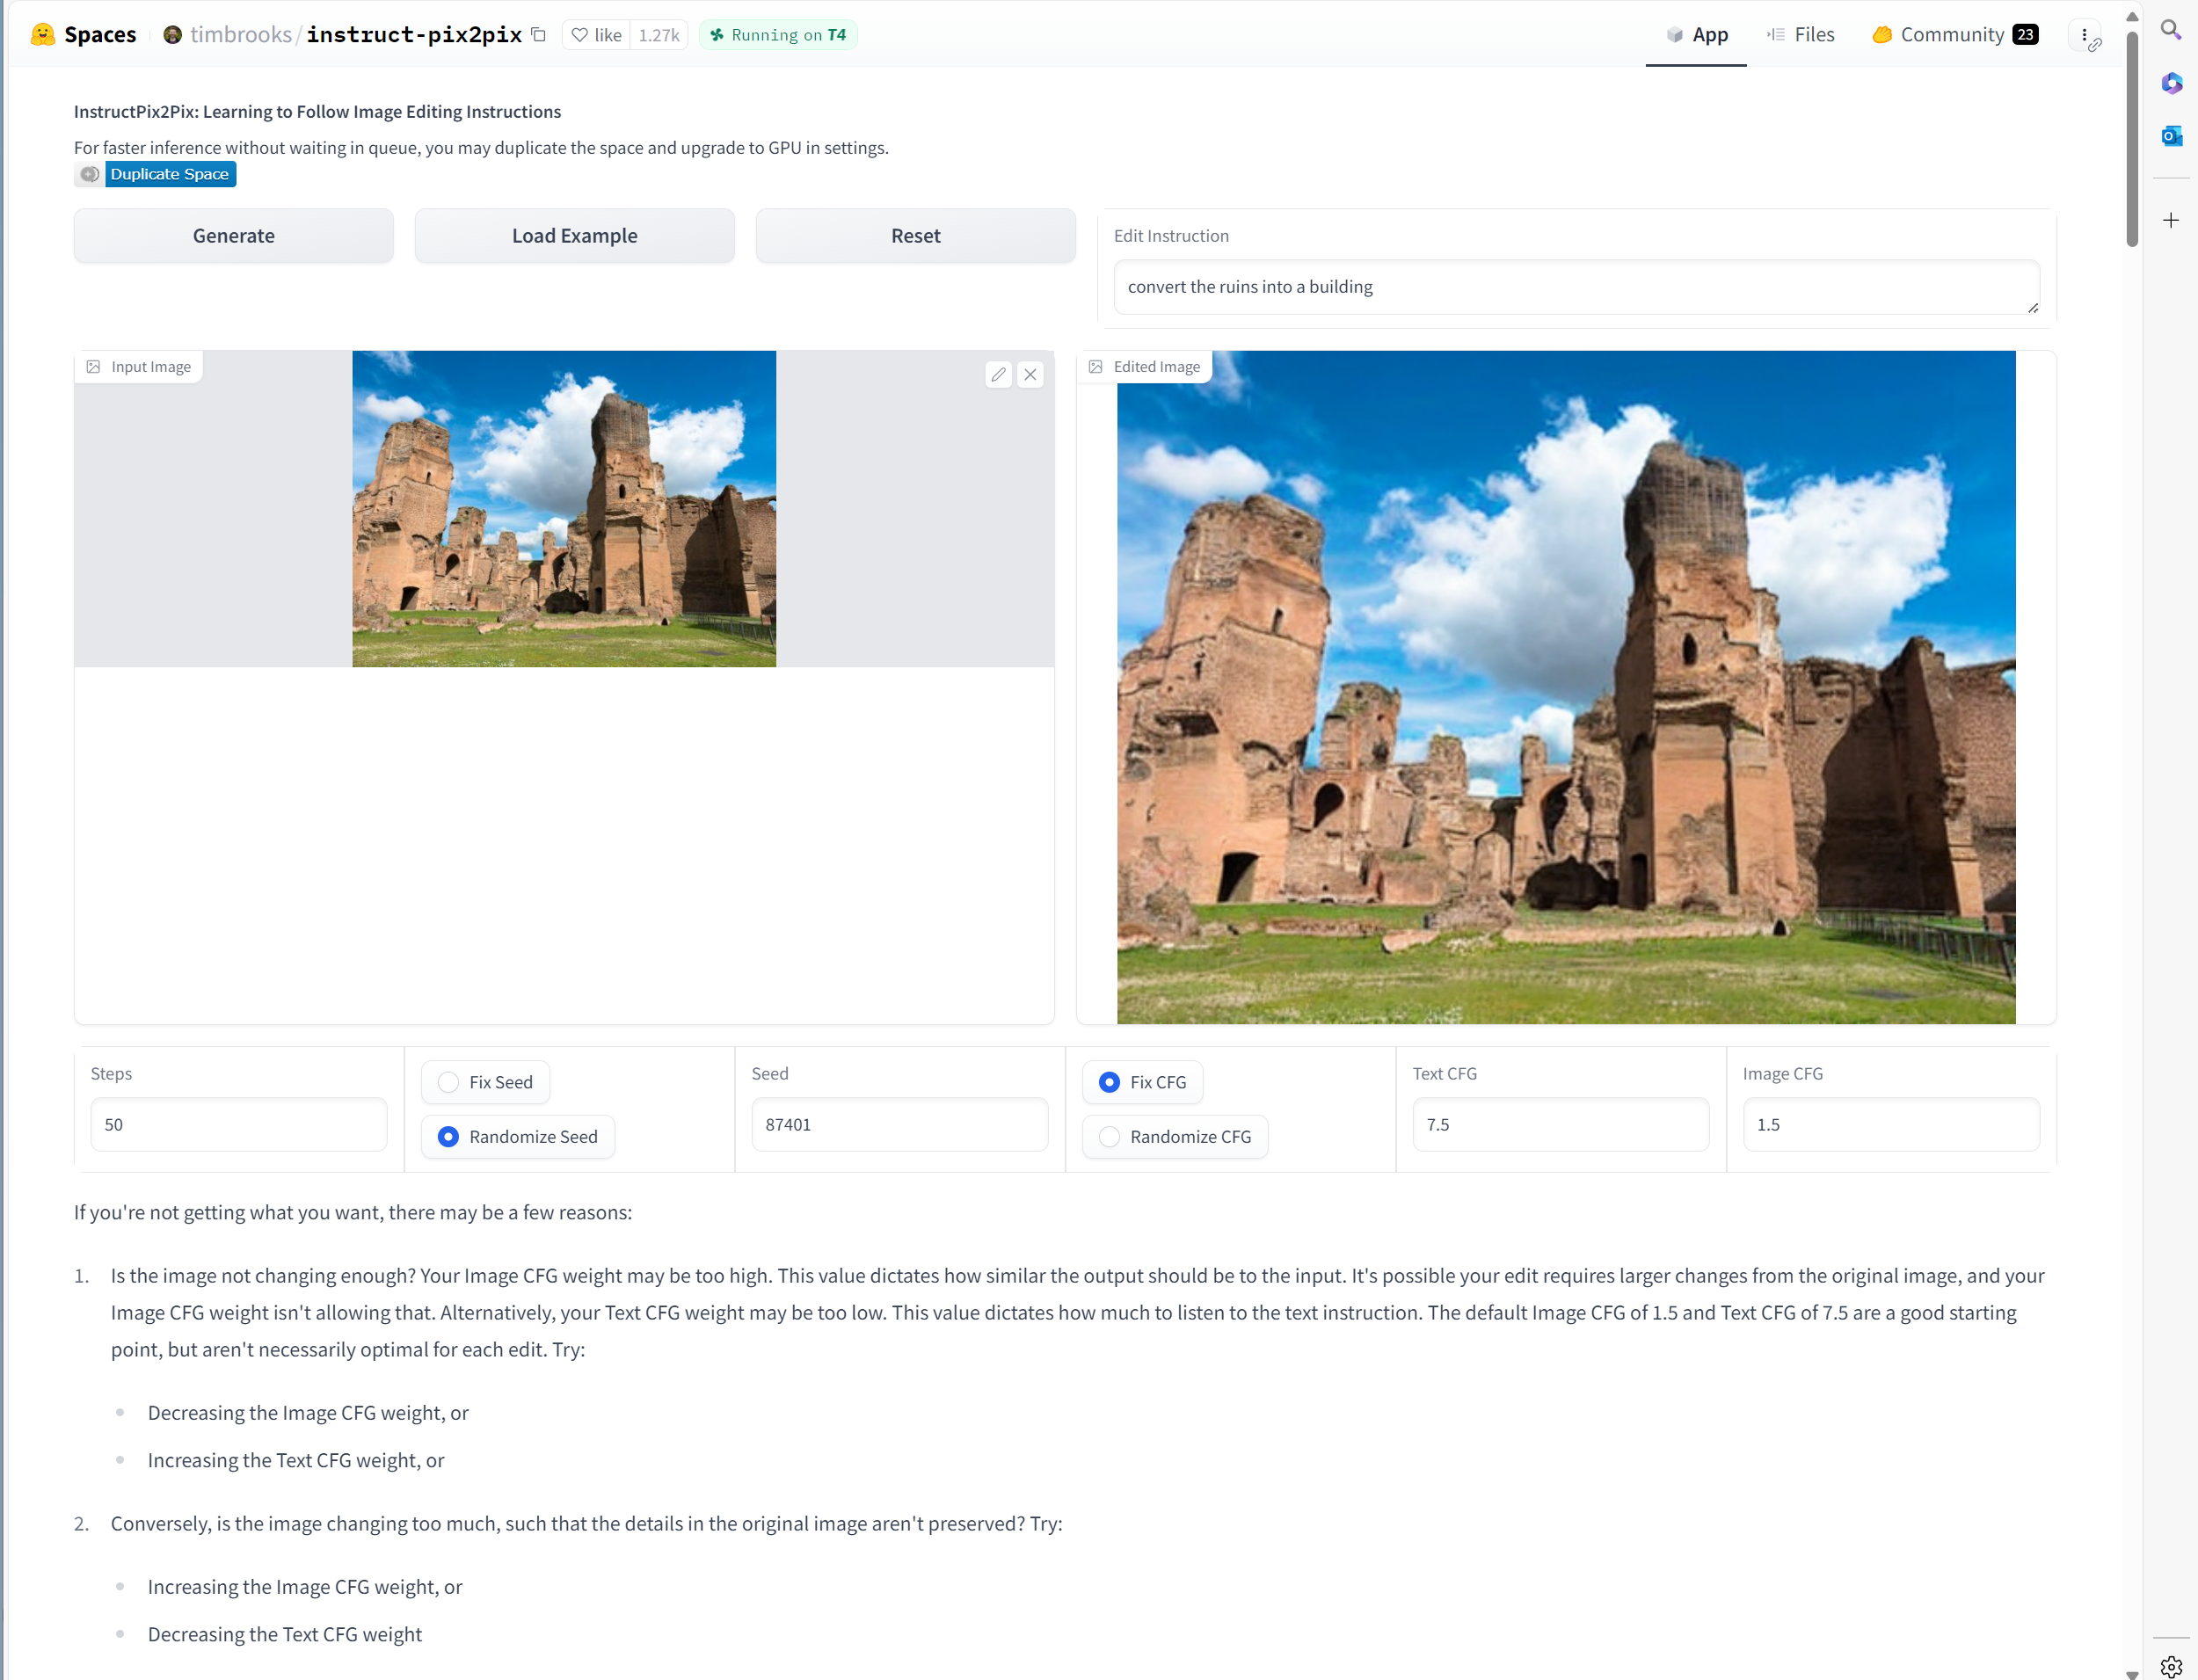 Spaces timbrooks/instruct-pix2pix like 1.27k Running on T4 App Files Community 23
InstructPix2Pix: Learning to Follow Image Editing Instructions
For faster inference without waiting in queue, you may duplicate the space and upgrade to GPU in settings.
Duplicate Space
Generate Load Example Reset
Edit Instruction
convert the ruins into a building
Input Image
Edited Image
Steps
50
Fix Seed
Randomize Seed
Seed
87401
Fix CFG
Randomize CFG
Text CFG
7.5
Image CFG
1.5
If you're not getting what you want, there may be a few reasons:
1. Is the image not changing enough? Your Image CFG weight may be too high. This value dictates how similar the output should be to the input. It's possible your edit requires larger changes from the original image, and your
Image CFG weight isn't allowing that. Alternatively, your Text CFG weight may be too low. This value dictates how much to listen to the text instruction. The default Image CFG of 1.5 and Text CFG of 7.5 are a good starting
point, but aren't necessarily optimal for each edit. Try:
Decreasing the Image CFG weight, or
Increasing the Text CFG weight, or
2. Conversely, is the image changing too much, such that the details in the original image aren't preserved? Try:
Increasing the Image CFG weight, or
Decreasing the Text CFG weight